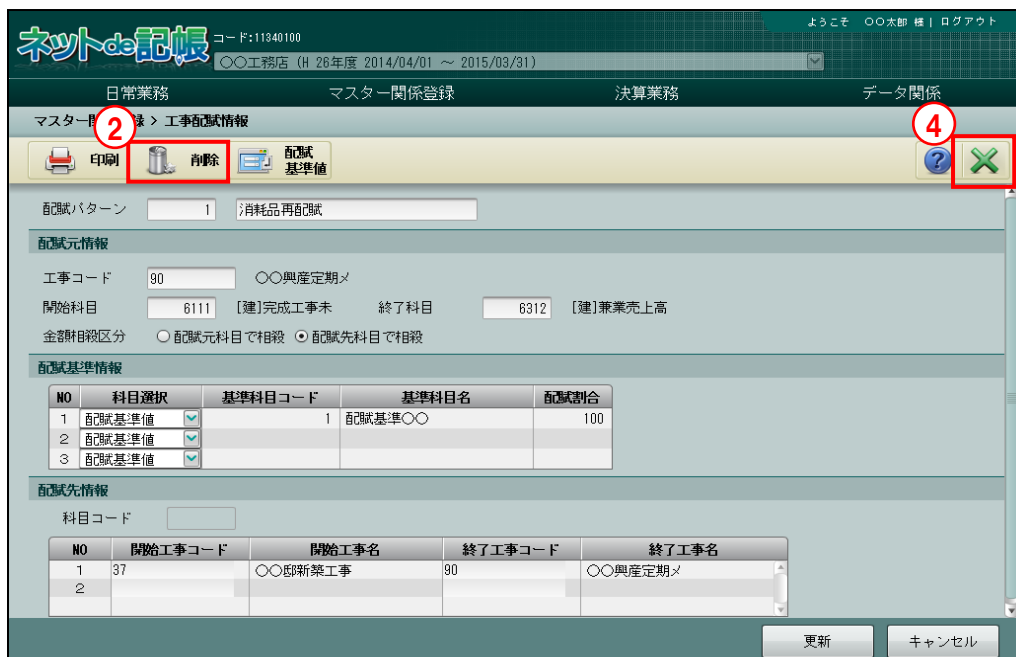 ようこそ 〇〇太郎 様 | ログアウト
ネットde記帳 コード:11340100
〇〇工務店 (H 26年度 2014/04/01 ～ 2015/03/31)
日常業務 マスター関係登録 決算業務 データ関係
マスター関 録 > 工事配賦情報
② ④
印刷 削除 配賦基準値 ?
配賦パターン 1 消耗品再配賦
配賦元情報
工事コード 90 〇〇興産定期メ
開始科目 6111 [建]完成工事未 終了科目 6312 [建]兼業売上高
金額相殺区分 配賦元科目で相殺 配賦先科目で相殺
配賦基準情報
NO 科目選択 基準科目コード 基準科目名 配賦割合
1 配賦基準値 1 配賦基準〇〇 100
2 配賦基準値
3 配賦基準値
配賦先情報
科目コード
NO 開始工事コード 開始工事名 終了工事コード 終了工事名
1 37 〇〇邸新築工事 90 〇〇興産定期メ
2
更新 キャンセル